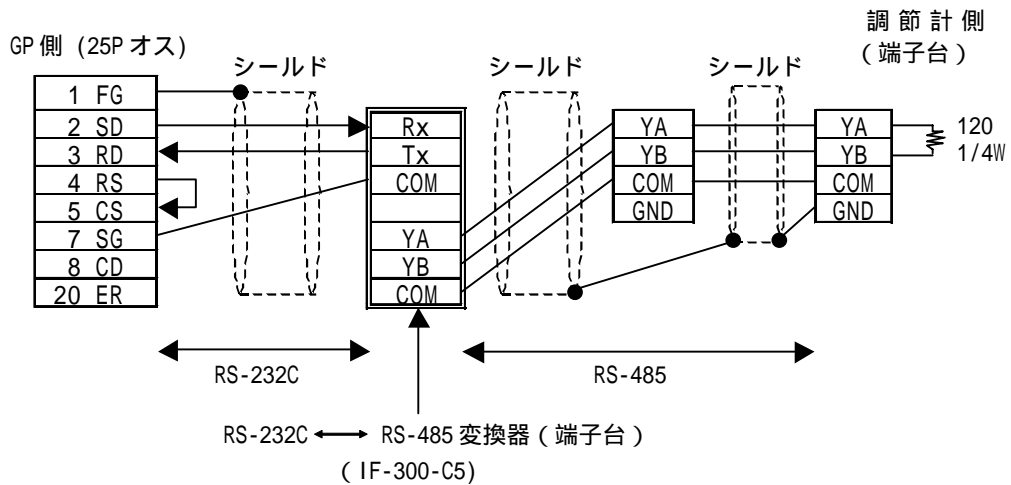 調 節 計 側
（端子台）
GP 側 (25P オス)
シールド
シールド
シールド
1 FG
2 SD
3 RD
4 RS
5 CS
7 SG
8 CD
20 ER
Rx
Tx
COM
YA
YB
COM
YA
YB
COM
GND
YA
YB
COM
GND
120
1/4W
RS-232C
RS-485
RS-232C ⟷ RS-485 変換器（端子台）
（IF-300-C5)